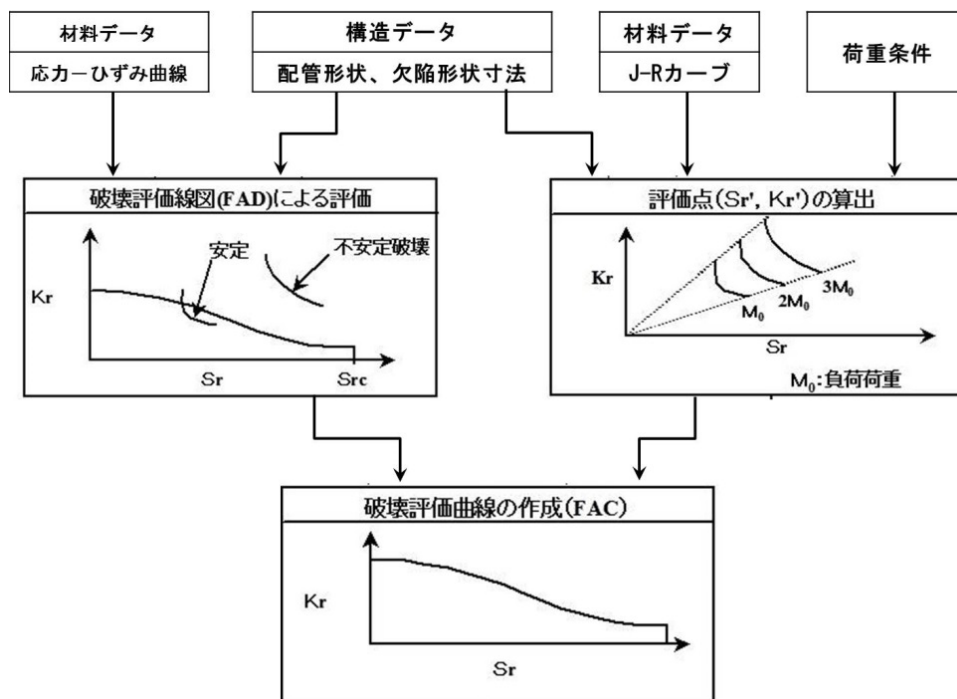 材料データ
応力－ひずみ曲線
構造データ
配管形状、欠陥形状寸法
材料データ
J-Rカーブ
荷重条件
破壊評価線図(FAD)による評価
安定
不安定破壊
Kr
Sr
Src
評価点(Sr', Kr')の算出
Kr
M₀
2M₀
3M₀
Sr
M₀:負荷荷重
破壊評価曲線の作成(FAC)
Kr
Sr